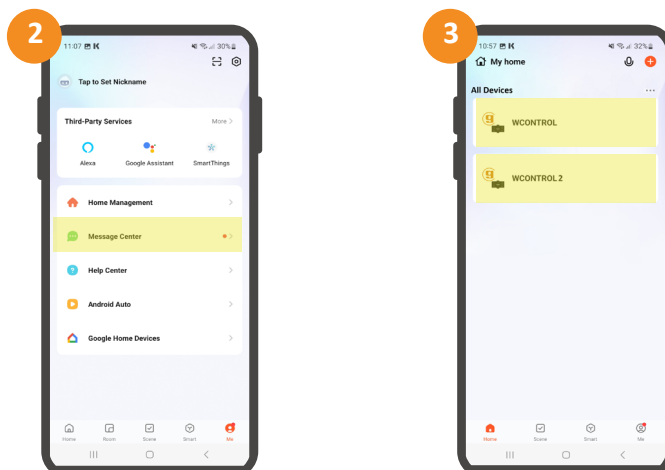 2
11:07 K 30%
Tap to Set Nickname
Third-Party Services More >
Alexa Google Assistant SmartThings
Home Management >
Message Center >
Help Center >
Android Auto >
Google Home Devices >
Home Room Scene Smart Me
3
10:57 K 32%
My home
All Devices ...
9 WCONTROL
9 WCONTROL 2
Home Scene Smart Me